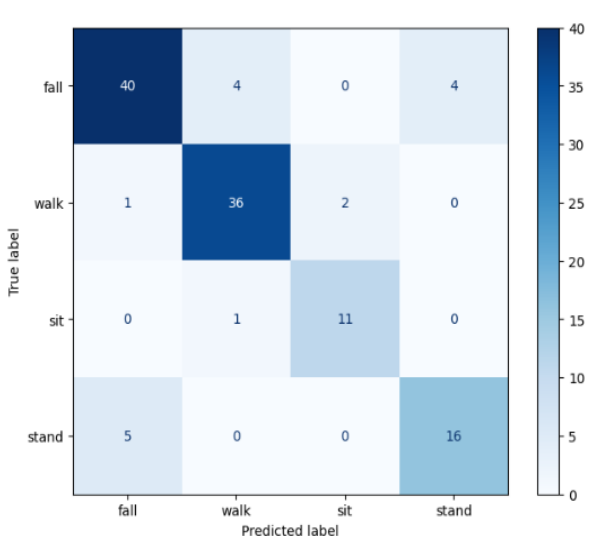 40
fall 40 4 0 4
35
30
walk 1 36 2 0
25
20
True label
sit 0 1 11 0
15
10
stand 5 0 0 16
5
0
fall walk sit stand
Predicted label